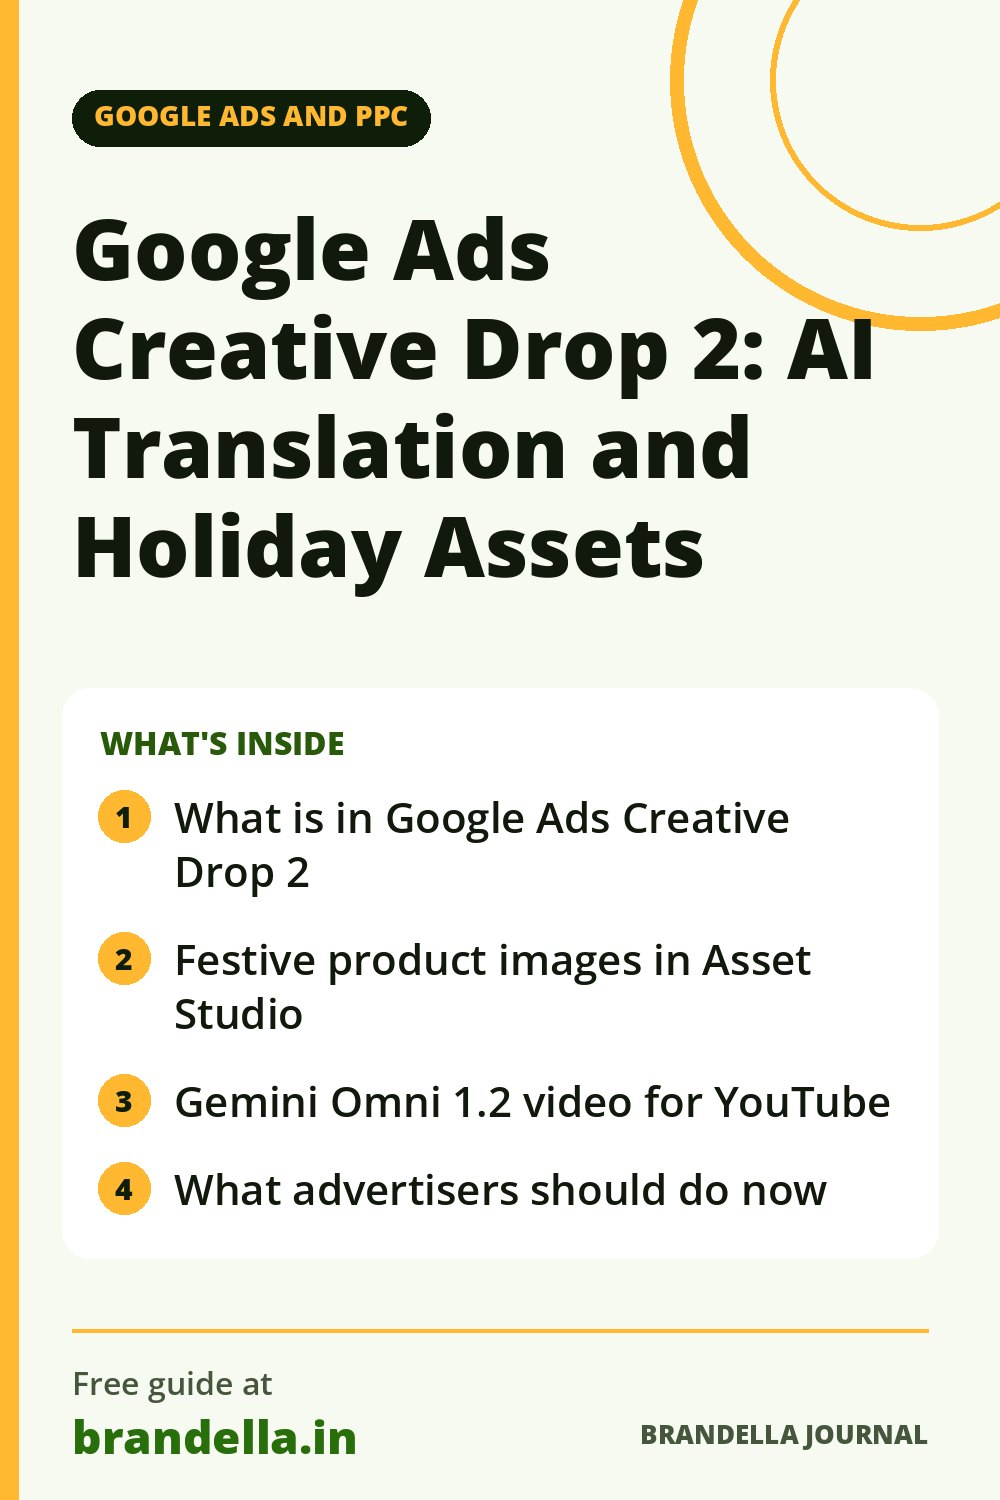 GOOGLE ADS AND PPC
Google Ads
Creative Drop 2: AI
Translation and
Holiday Assets
WHAT'S INSIDE
1 What is in Google Ads Creative
Drop 2
2 Festive product images in Asset
Studio
3 Gemini Omni 1.2 video for YouTube
4 What advertisers should do now
Free guide at
brandella.in
BRANDELLA JOURNAL